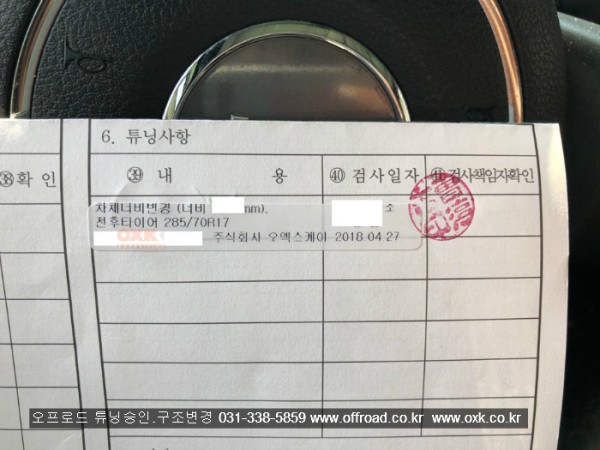 6. 튜닝사항
㊳확 인
㊴ 내 용
㊵ 검사일자
㊶검사책임자확인
차체너비변경 (너비 mm).
전후타이어 285/70R17
소
OXK
주식회사 오엑스케이 2018 04 27
오프로드 튜닝승인.구조변경 031-338-5859 www.offroad.co.kr www.oxk.co.kr